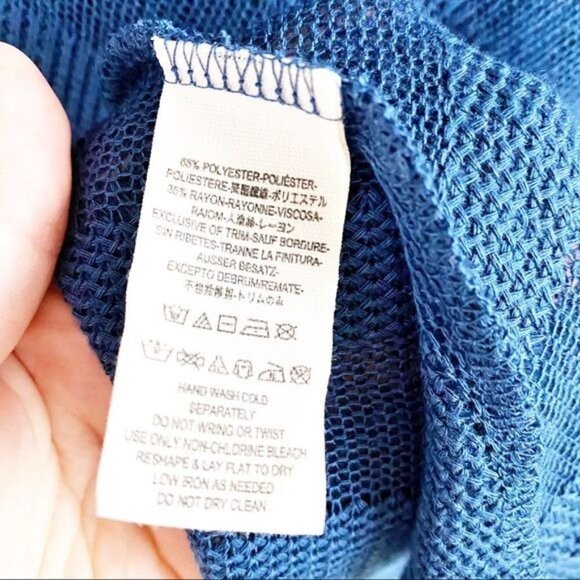 65% POLYESTER-POLIÉSTER-
POLIESTERE-聚酯纖維-ポリエステル
35% RAYON-RAYONNE-VISCOSA-
RAIOM-人造絲-レーヨン
EXCLUSIVE OF TRIM-SAUF BORDURE-
SIN RIBETES-TRANNE LA FINITURA-
AUSSER BESATZ-
EXCEPTO DEBRUMREMATE-
不包括維飾-トリムのみ
HAND WASH COLD
SEPARATELY
DO NOT WRING OR TWIST
USE ONLY NON-CHLORINE BLEACH
RESHAPE & LAY FLAT TO DRY
LOW IRON AS NEEDED
DO NOT DRY CLEAN